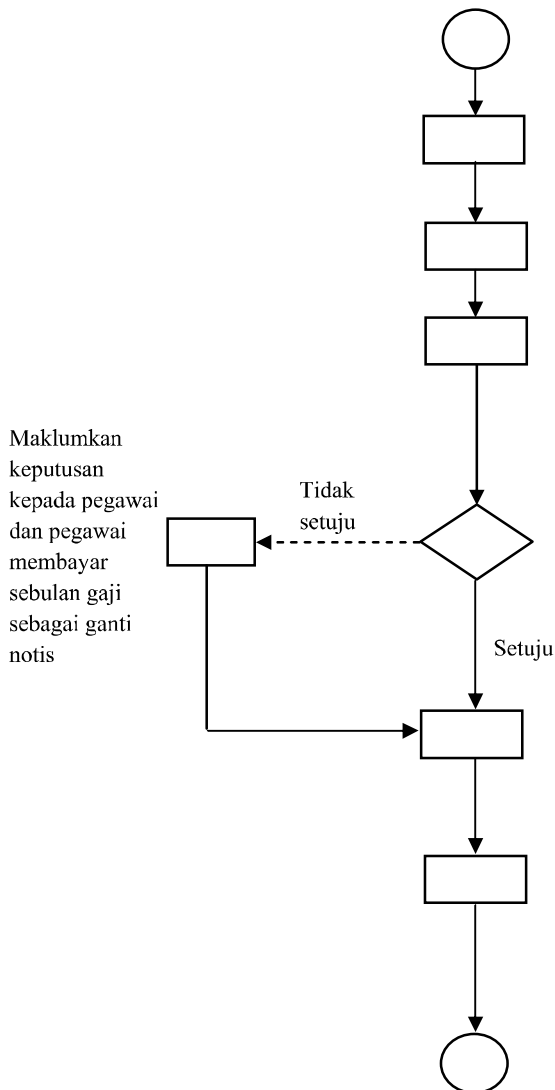 Maklumkan
keputusan
kepada pegawai
dan pegawai
membayar
sebulan gaji
sebagai ganti
notis
Tidak
setuju
Setuju